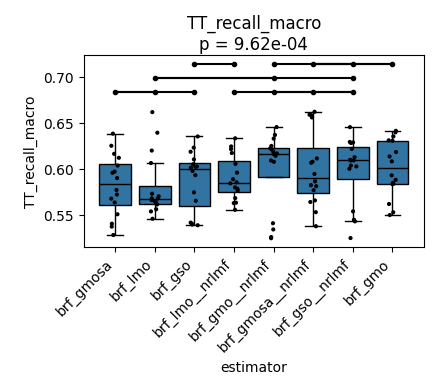 TT_recall_macro
p = 9.62e-04
TT_recall_macro
0.70
0.65
0.60
0.55
brf_gmosa
brf_lmo
brf_gso
brf_lmo__nrlmf
brf_gmo__nrlmf
brf_gmosa__nrlmf
brf_gso__nrlmf
brf_gmo
estimator